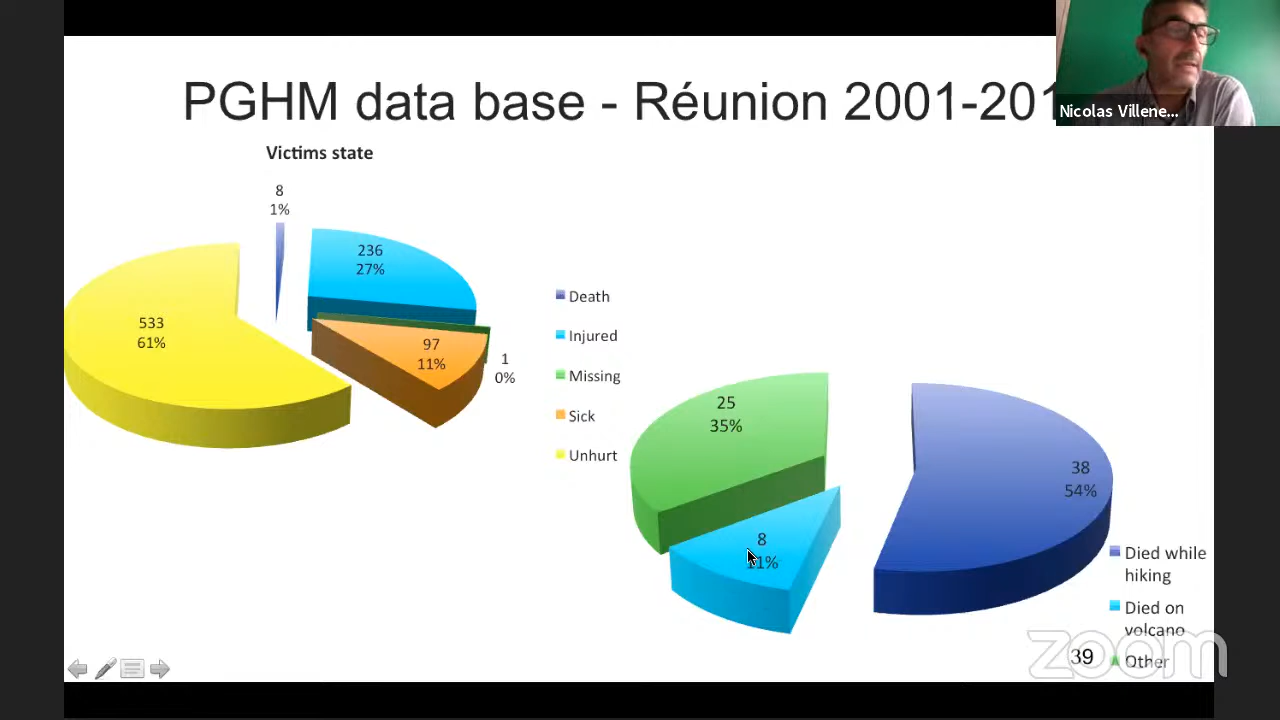 PGHM data base - Réunion 2001-201
Nicolas Villene...
Victims state
8
1%
236
27%
533
61%
97
11%
1
0%
Death
Injured
Missing
Sick
Unhurt
25
35%
38
54%
8
11%
Died while
hiking
Died on
volcano
Other
39
zoom